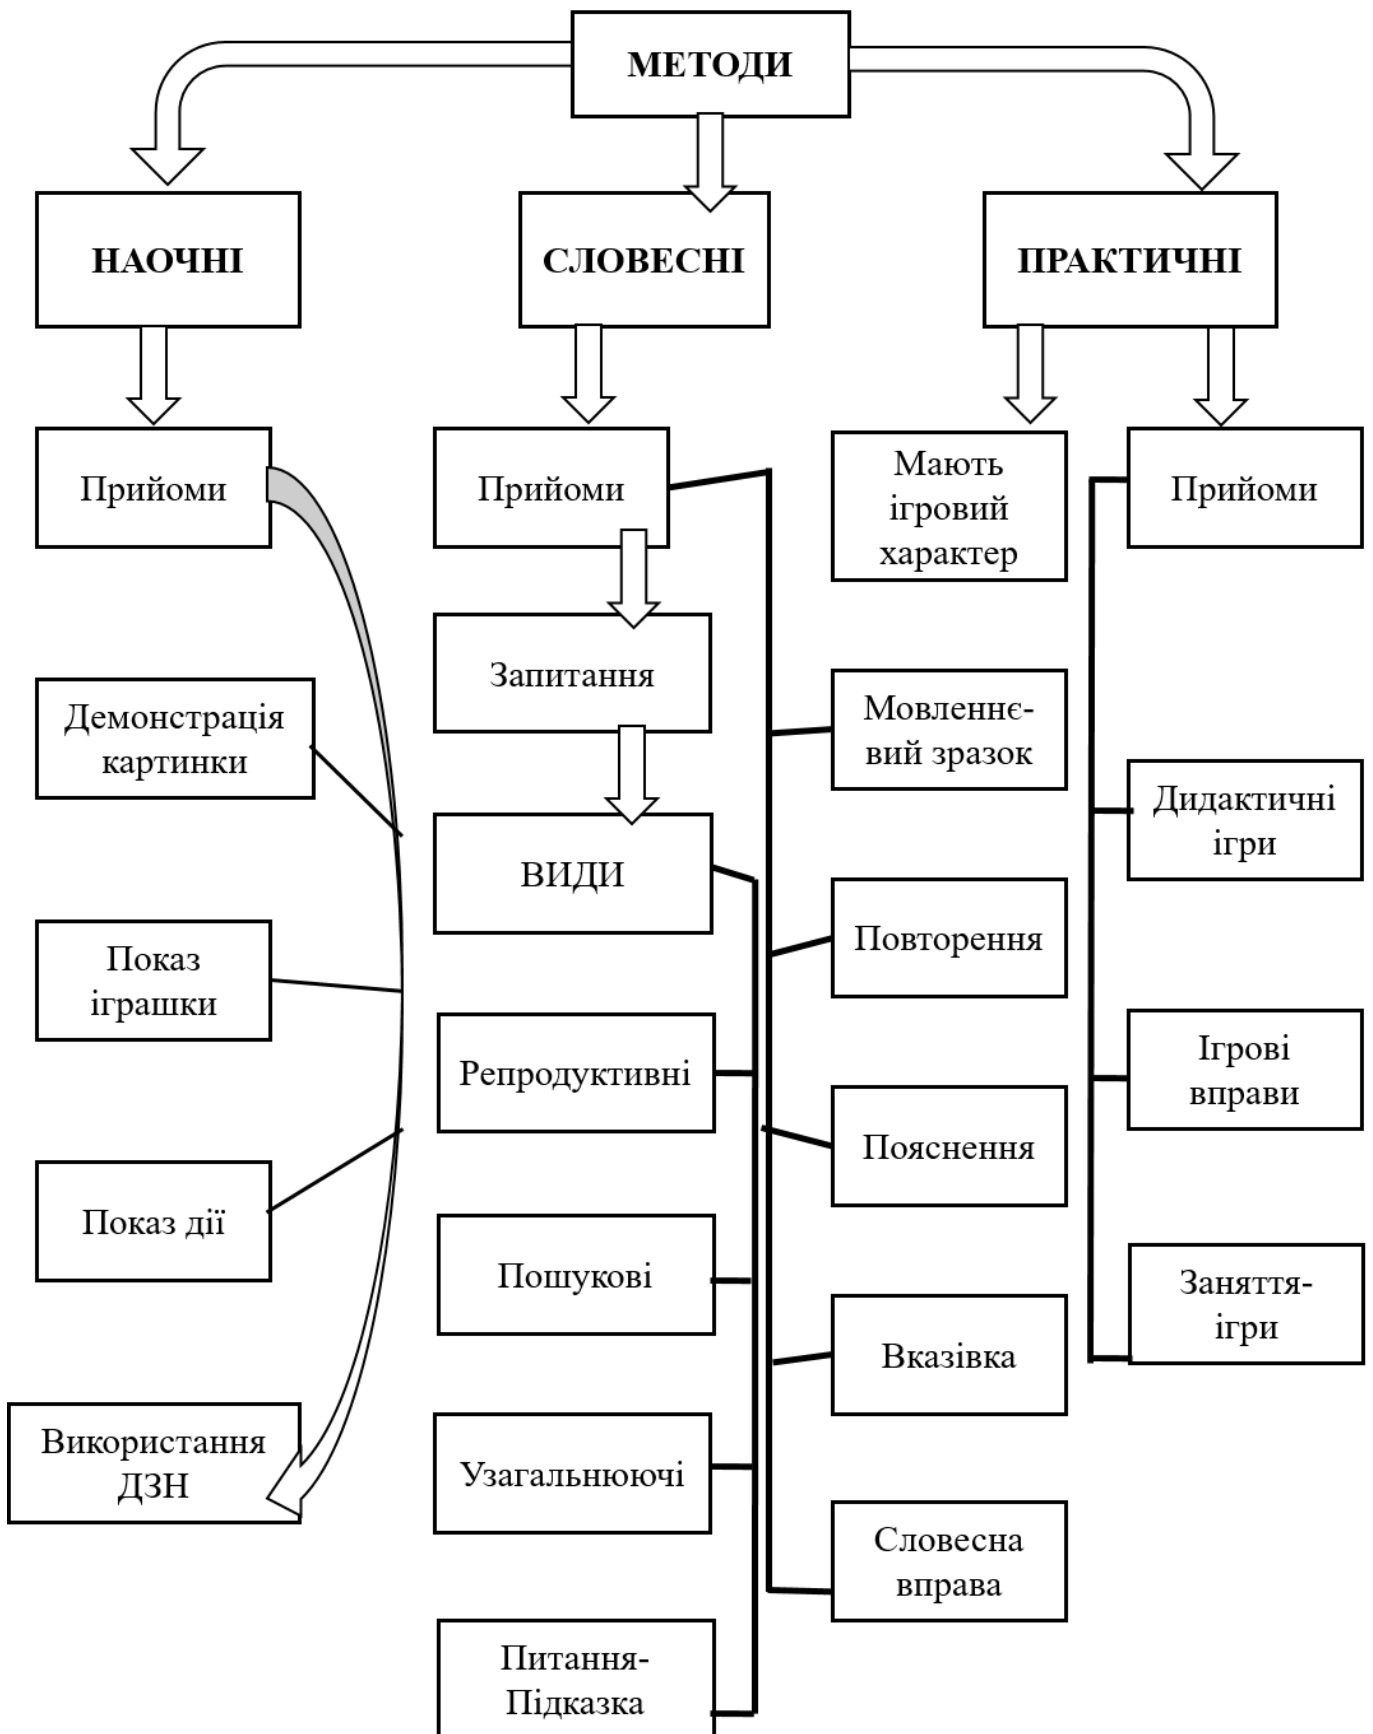 МЕТОДИ
НАОЧНІ
СЛОВЕСНІ
ПРАКТИЧНІ
Прийоми
Прийоми
Мають
ігровий
характер
Прийоми
Запитання
Демонстрація
картинки
Мовленнє-
вий зразок
Дидактичні
ігри
ВИДИ
Показ
іграшки
Повторення
Репродуктивні
Ігрові
вправи
Пояснення
Показ дії
Пошукові
Заняття-
ігри
Вказівка
Використання
ДЗН
Узагальнюючі
Словесна
вправа
Питання-
Підказка